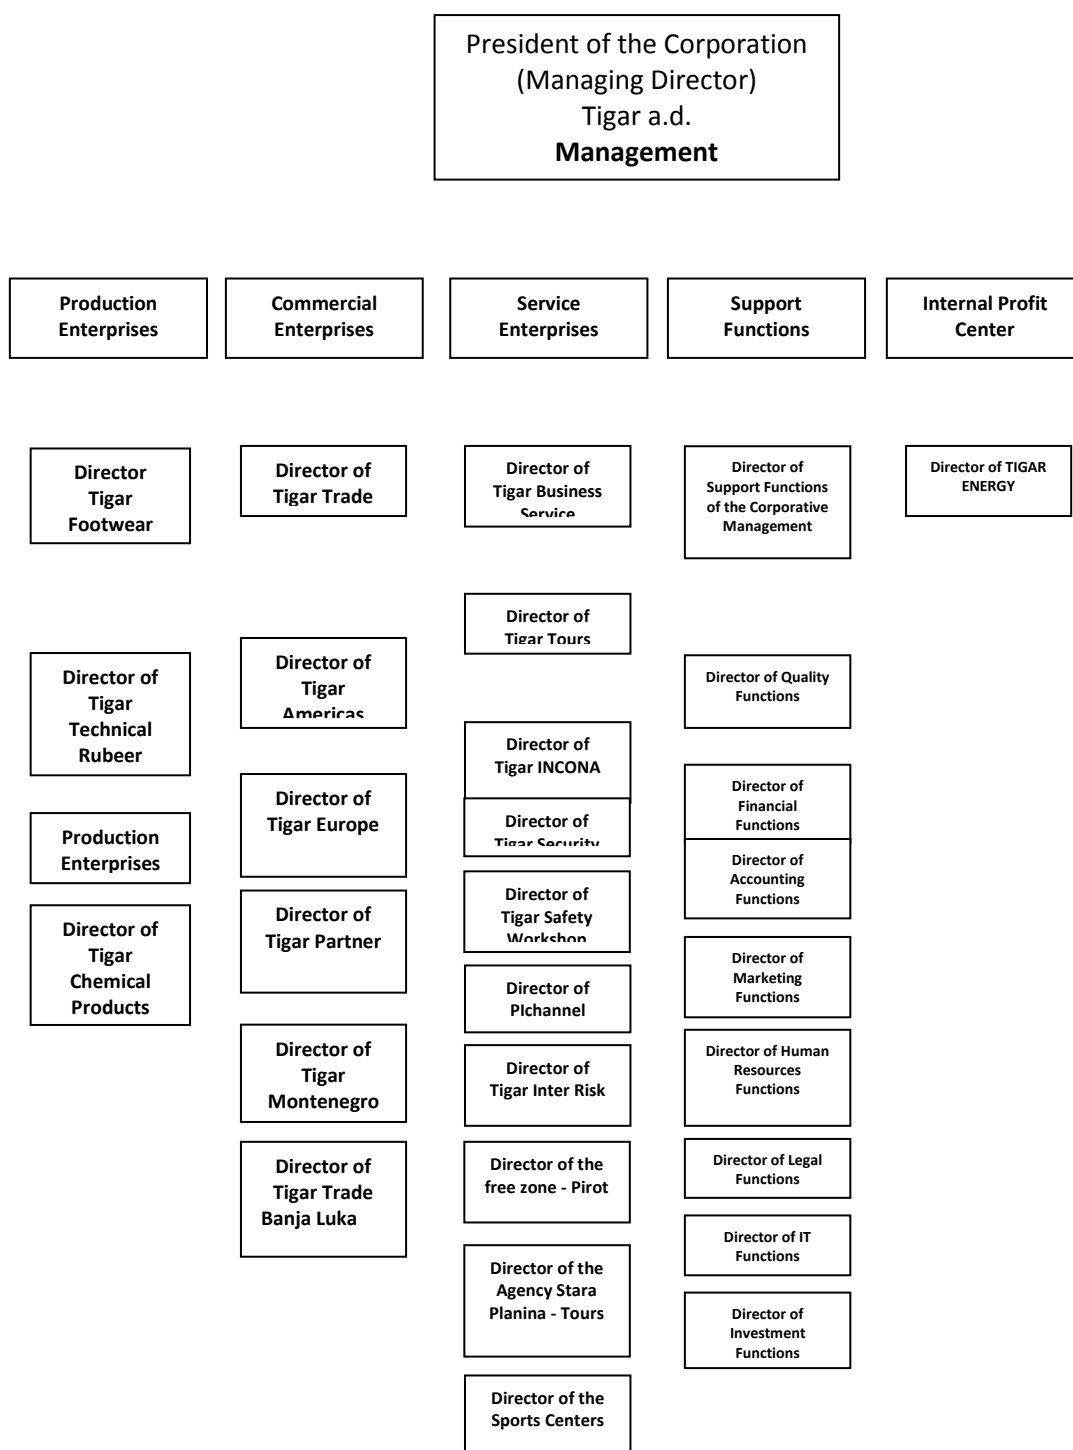 President of the Corporation
(Managing Director)
Tigar a.d.
Management
Production
Enterprises
Commercial
Enterprises
Service
Enterprises
Support
Functions
Internal Profit
Center
Director
Tigar
Footwear
Director of
Tigar
Technical
Rubeer
Production
Enterprises
Director of
Tigar
Chemical
Products
Director of
Tigar Trade
Director of
Tigar
Americas
Director of
Tigar Europe
Director of
Tigar Partner
Director of
Tigar
Montenegro
Director of
Tigar Trade
Banja Luka
Director of
Tigar Business
Service
Director of
Tigar Tours
Director of
Tigar INCONA
Director of
Tigar Security
Director of
Tigar Safety
Workshop
Director of
PIchannel
Director of
Tigar Inter Risk
Director of the
free zone - Pirot
Director of the
Agency Stara
Planina - Tours
Director of the
Sports Centers
Director of
Support Functions
of the Corporative
Management
Director of Quality
Functions
Director of
Financial
Functions
Director of
Accounting
Functions
Director of
Marketing
Functions
Director of Human
Resources
Functions
Director of Legal
Functions
Director of IT
Functions
Director of
Investment
Functions
Director of TIGAR
ENERGY